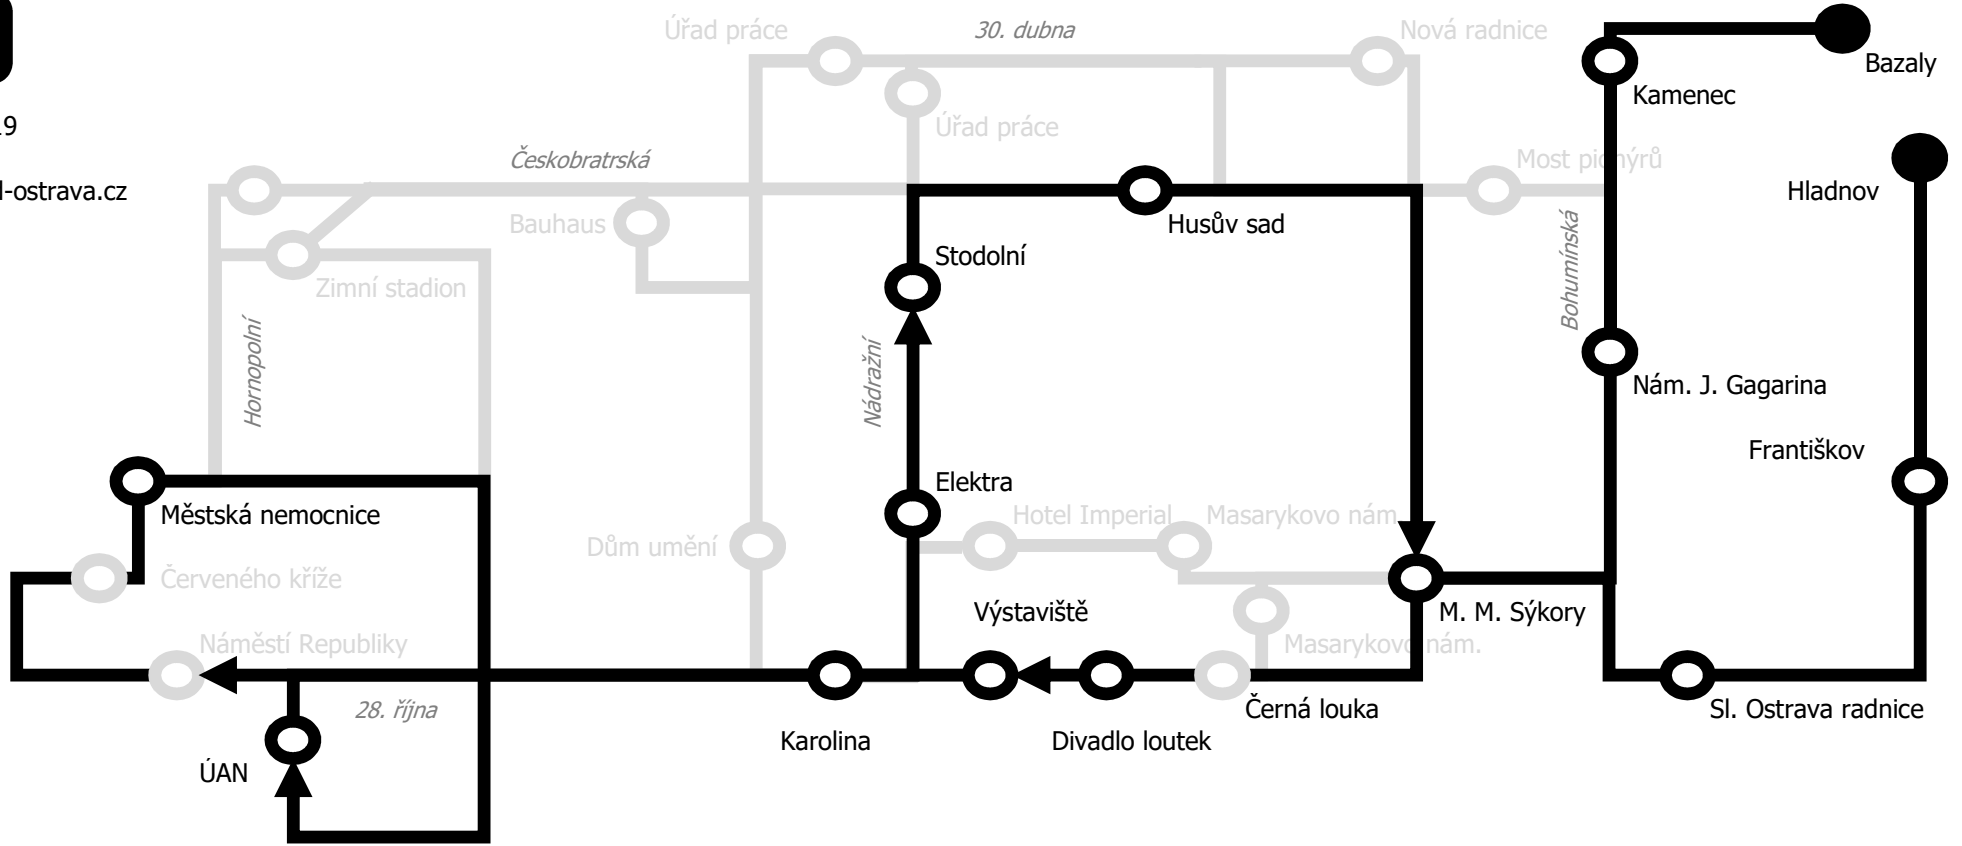 Úřad práce
30. dubna
Nová radnice
Bazaly
Kamenec
Úřad práce
Českobratrská
Most pionýrů
l-ostrava.cz
Hladnov
Bauhaus
Husův sad
Bohumínská
Stodolní
Zimní stadion
Hornopolní
Nádražní
Nám. J. Gagarina
Františkov
Elektra
Městská nemocnice
Hotel Imperial
Masarykovo nám.
Dům umění
Červeného kříže
Výstaviště
M. M. Sýkory
Náměstí Republiky
Masarykovo nám.
28. října
Černá louka
Sl. Ostrava radnice
Karolina
Divadlo loutek
ÚAN